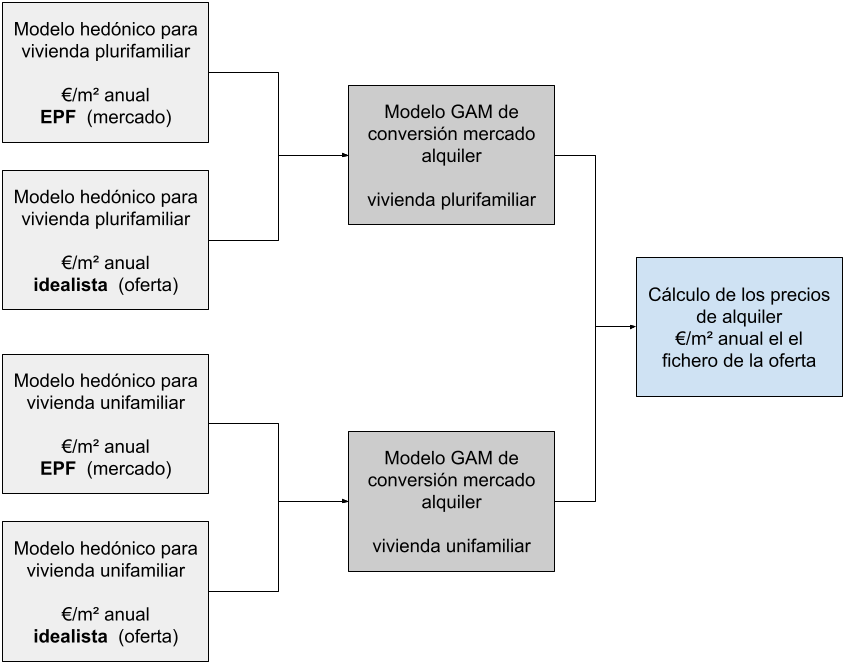 Modelo hedónico para
vivienda plurifamiliar
€/m² anual
EPF (mercado)
Modelo hedónico para
vivienda plurifamiliar
€/m² anual
idealista (oferta)
Modelo hedónico para
vivienda unifamiliar
€/m² anual
EPF (mercado)
Modelo hedónico para
vivienda unifamiliar
€/m² anual
idealista (oferta)
Modelo GAM de
conversión mercado
alquiler
vivienda plurifamiliar
Modelo GAM de
conversión mercado
alquiler
vivienda unifamiliar
Cálculo de los precios
de alquiler
€/m² anual el el
fichero de la oferta